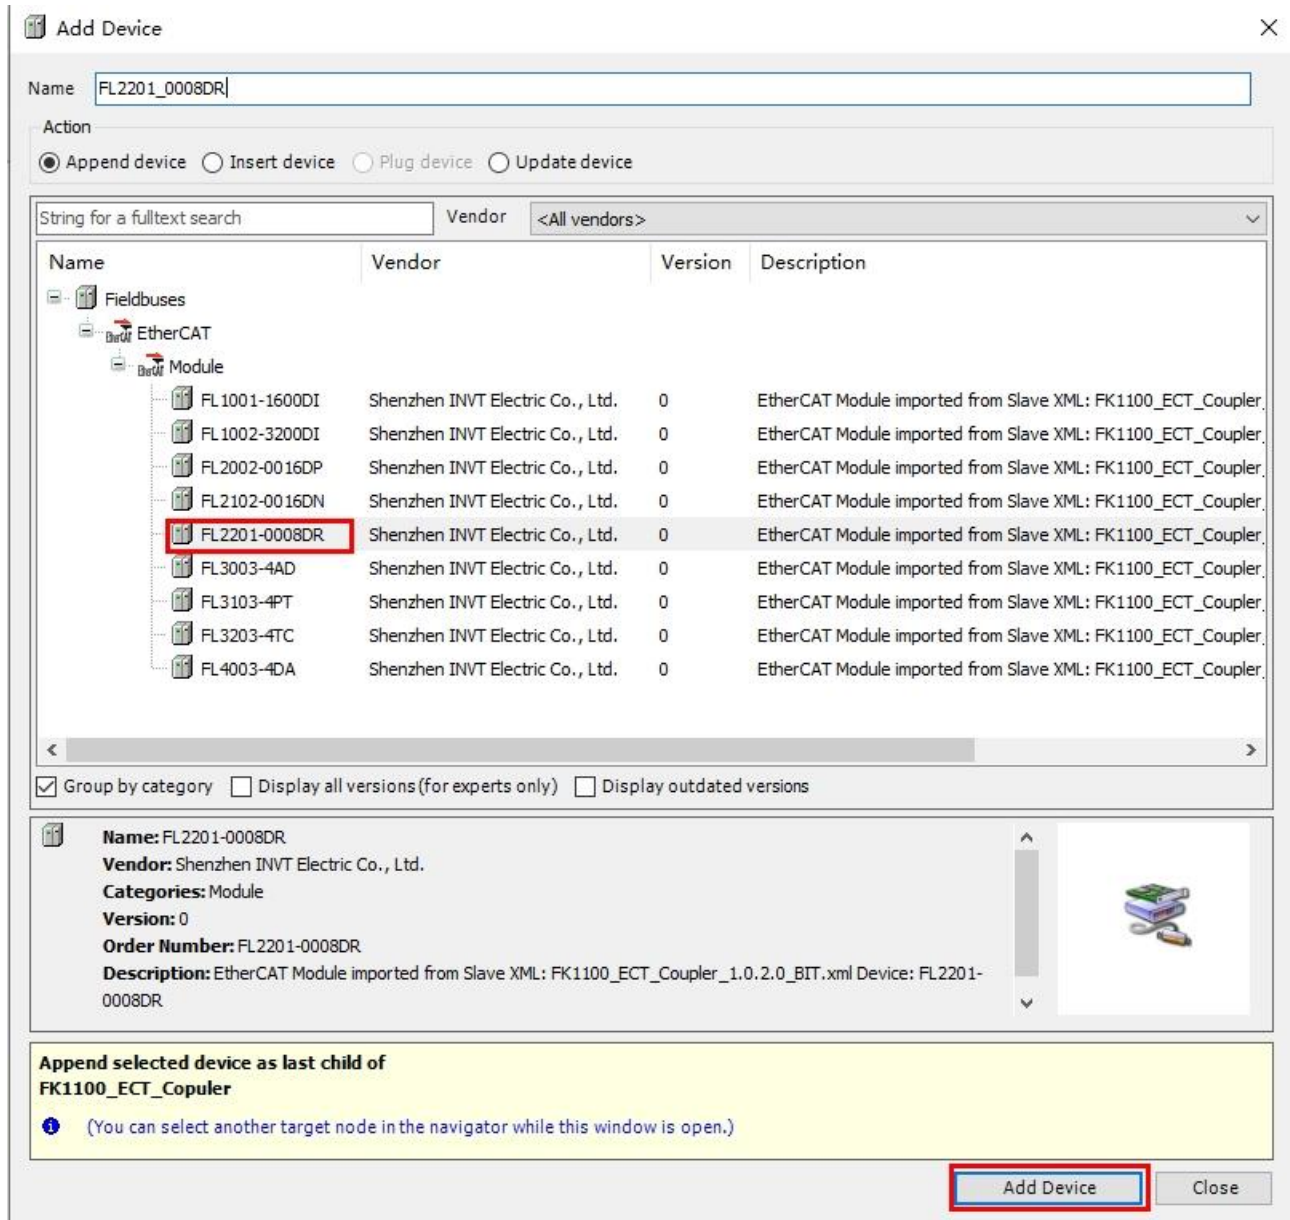 Add Device
Name FL2201_0008DR
Action
Append device Insert device Plug device Update device
String for a fulltext search Vendor <All vendors>
Name Vendor Version Description
Fieldbuses
EtherCAT EtherCAT
EtherCAT Module
FL1001-1600DI Shenzhen INVT Electric Co., Ltd. 0 EtherCAT Module imported from Slave XML: FK1100_ECT_Coupler_
FL1002-3200DI Shenzhen INVT Electric Co., Ltd. 0 EtherCAT Module imported from Slave XML: FK1100_ECT_Coupler_
FL2002-0016DP Shenzhen INVT Electric Co., Ltd. 0 EtherCAT Module imported from Slave XML: FK1100_ECT_Coupler_
FL2102-0016DN Shenzhen INVT Electric Co., Ltd. 0 EtherCAT Module imported from Slave XML: FK1100_ECT_Coupler_
FL2201-0008DR Shenzhen INVT Electric Co., Ltd. 0 EtherCAT Module imported from Slave XML: FK1100_ECT_Coupler_
FL3003-4AD Shenzhen INVT Electric Co., Ltd. 0 EtherCAT Module imported from Slave XML: FK1100_ECT_Coupler_
FL3103-4PT Shenzhen INVT Electric Co., Ltd. 0 EtherCAT Module imported from Slave XML: FK1100_ECT_Coupler_
FL3203-4TC Shenzhen INVT Electric Co., Ltd. 0 EtherCAT Module imported from Slave XML: FK1100_ECT_Coupler_
FL4003-4DA Shenzhen INVT Electric Co., Ltd. 0 EtherCAT Module imported from Slave XML: FK1100_ECT_Coupler_
Group by category Display all versions (for experts only) Display outdated versions
Name: FL2201-0008DR
Vendor: Shenzhen INVT Electric Co., Ltd.
Categories: Module
Version: 0
Order Number: FL2201-0008DR
Description: EtherCAT Module imported from Slave XML: FK1100_ECT_Coupler_1.0.2.0_BIT.xml Device: FL2201-
0008DR
Append selected device as last child of
FK1100_ECT_Copuler
(You can select another target node in the navigator while this window is open.)
Add Device Close